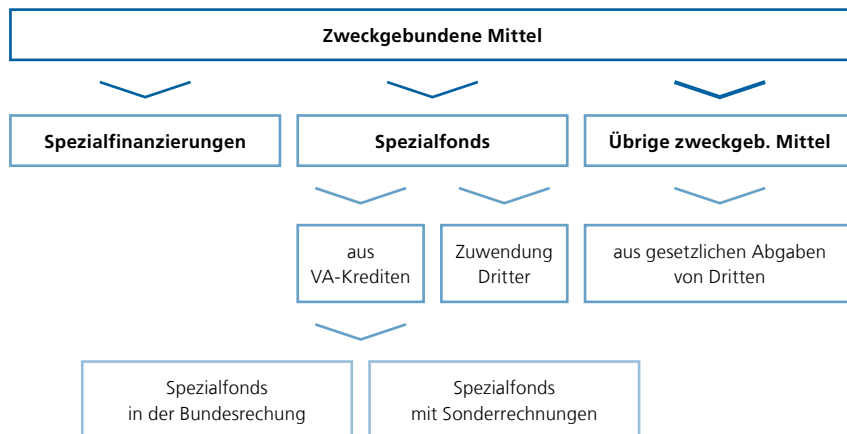 Zweckgebundene Mittel
Spezialfinanzierungen
Spezialfonds
Übrige zweckgeb. Mittel
aus
VA-Krediten
Zuwendung
Dritter
aus gesetzlichen Abgaben
von Dritten
Spezialfonds
in der Bundesrechung
Spezialfonds
mit Sonderrechnungen